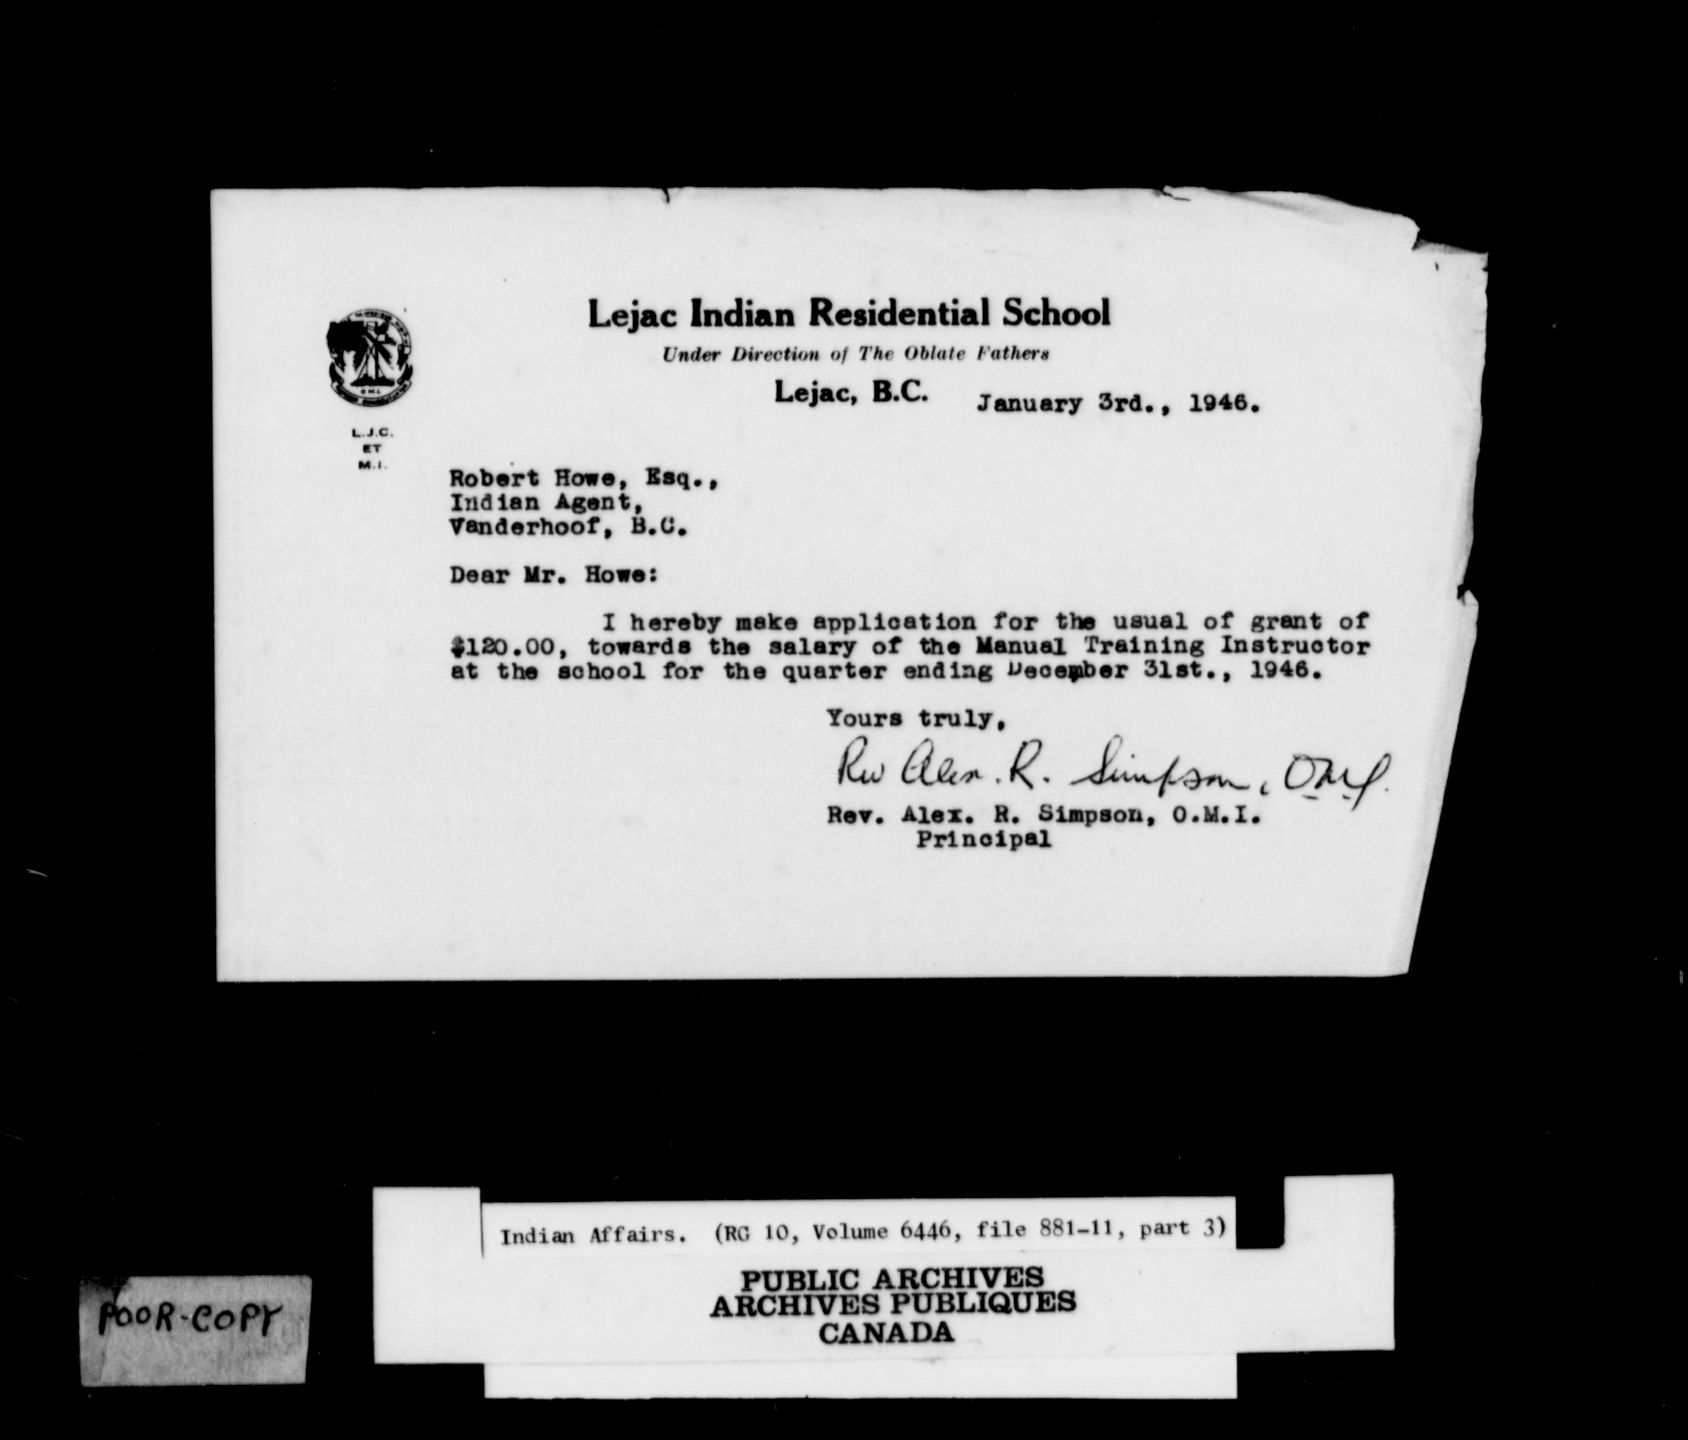 Lejac Indian Residential School
Under Direction of The Oblate Fathers
Lejac, B.C. January 3rd., 1946.
L.J.C.
ET
M.I.
Robert Howe, Esq.,
Indian Agent,
Vanderhoof, B.C.
Dear Mr. Howe:
I hereby make application for the usual of grant of
$120.00, towards the salary of the Manual Training Instructor
at the school for the quarter ending December 31st., 1946.
Yours truly,
Rev Alex. R. Simpson, O.M.I.
Rev. Alex. R. Simpson, O.M.I.
Principal
Indian Affairs. (RG 10, Volume 6446, file 881-11, part 3)
PUBLIC ARCHIVES
ARCHIVES PUBLIQUES
CANADA
POOR-COPY